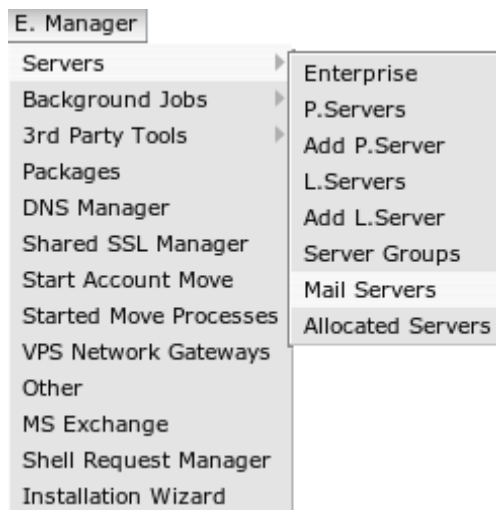 E. Manager
Servers
Background Jobs
3rd Party Tools
Packages
DNS Manager
Shared SSL Manager
Start Account Move
Started Move Processes
VPS Network Gateways
Other
MS Exchange
Shell Request Manager
Installation Wizard
Enterprise
P.Servers
Add P.Server
L.Servers
Add L.Server
Server Groups
Mail Servers
Allocated Servers